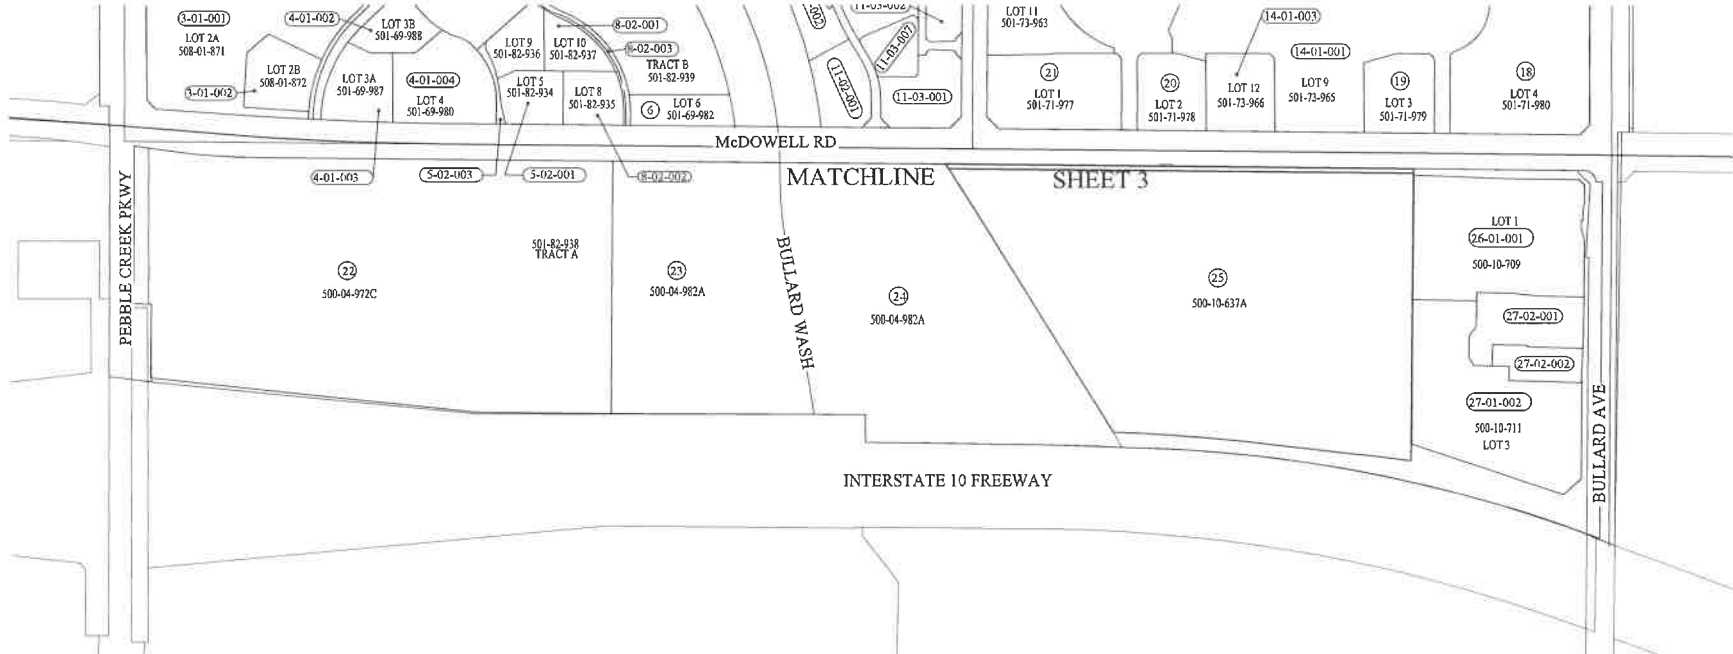 3-01-001
LOT 2A
508-01-871
4-01-002
LOT 3B
501-69-988
LOT 2B
508-01-872
3-01-002
LOT 3A
501-69-987
4-01-004
LOT 4
501-69-980
LOT 9
501-82-936
LOT 10
501-82-937
8-02-001
8-02-003
TRACT B
501-82-939
LOT 5
501-82-934
LOT 8
501-82-935
6
LOT 6
501-69-982
11-02-001
11-03-002
11-03-007
11-03-001
LOT 11
501-73-963
21
LOT 1
501-71-977
20
LOT 2
501-71-978
14-01-003
LOT 12
501-73-966
14-01-001
LOT 9
501-73-965
19
LOT 3
501-71-979
18
LOT 4
501-71-980
McDOWELL RD
4-01-003
5-02-003
5-02-001
8-02-002
MATCHLINE
SHEET 3
PEBBLE CREEK PKWY
22
500-04-972C
501-82-938
TRACT A
23
500-04-982A
BULLARD WASH
24
500-04-982A
25
500-10-637A
LOT 1
26-01-001
500-10-709
27-02-001
27-02-002
27-01-002
500-10-711
LOT 3
BULLARD AVE
INTERSTATE 10 FREEWAY